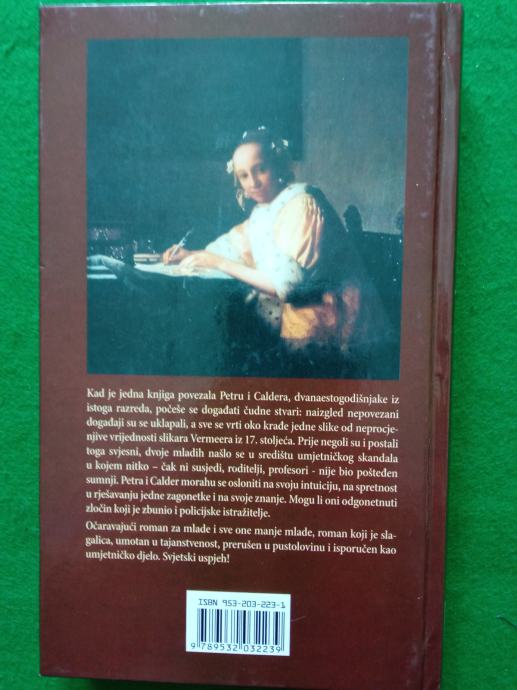 Kad je jedna knjiga povezala Petru i Caldera, dvanaestogodišnjake iz
istoga razreda, počeše se događati čudne stvari: naizgled nepovezani
događaji su se uklapali, a sve se vrti oko krađe jedne slike od neprocje-
njive vrijednosti slikara Vermeera iz 17. stoljeća. Prije negoli su i postali
toga svjesni, dvoje mladih našlo se u središtu umjetničkog skandala
u kojem nitko – čak ni susjedi, roditelji, profesori - nije bio pošteđen
sumnji. Petra i Calder morahu se osloniti na svoju intuiciju, na spretnost
u rješavanju jedne zagonetke i na svoje znanje. Mogu li oni odgonetnuti
zločin koji je zbunio i policijske istražitelje.
Očaravajući roman za mlade i sve one manje mlade, roman koji je sla-
galica, umotan u tajanstvenost, prerušen u pustolovinu i isporučen kao
umjetničko djelo. Svjetski uspjeh!
ISBN 953-203-223-1
9 789532 032239